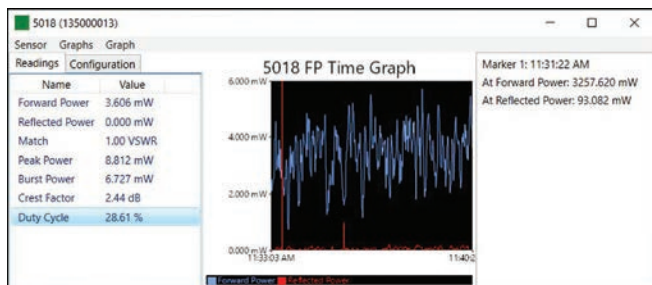 5018 (135000013)
Sensor Graphs Graph
Readings Configuration
Name Value
Forward Power 3.606 mW
Reflected Power 0.000 mW
Match 1.00 VSWR
Peak Power 8.812 mW
Burst Power 6.727 mW
Crest Factor 2.44 dB
Duty Cycle 28.61 %
5018 FP Time Graph
6.000 mW
4.000 mW
2.000 mW
0.000 mW
11:33:03 AM 11:40:2
Forward Power Reflected Power
Marker 1: 11:31:22 AM
At Forward Power: 3257.620 mW
At Reflected Power: 93.082 mW